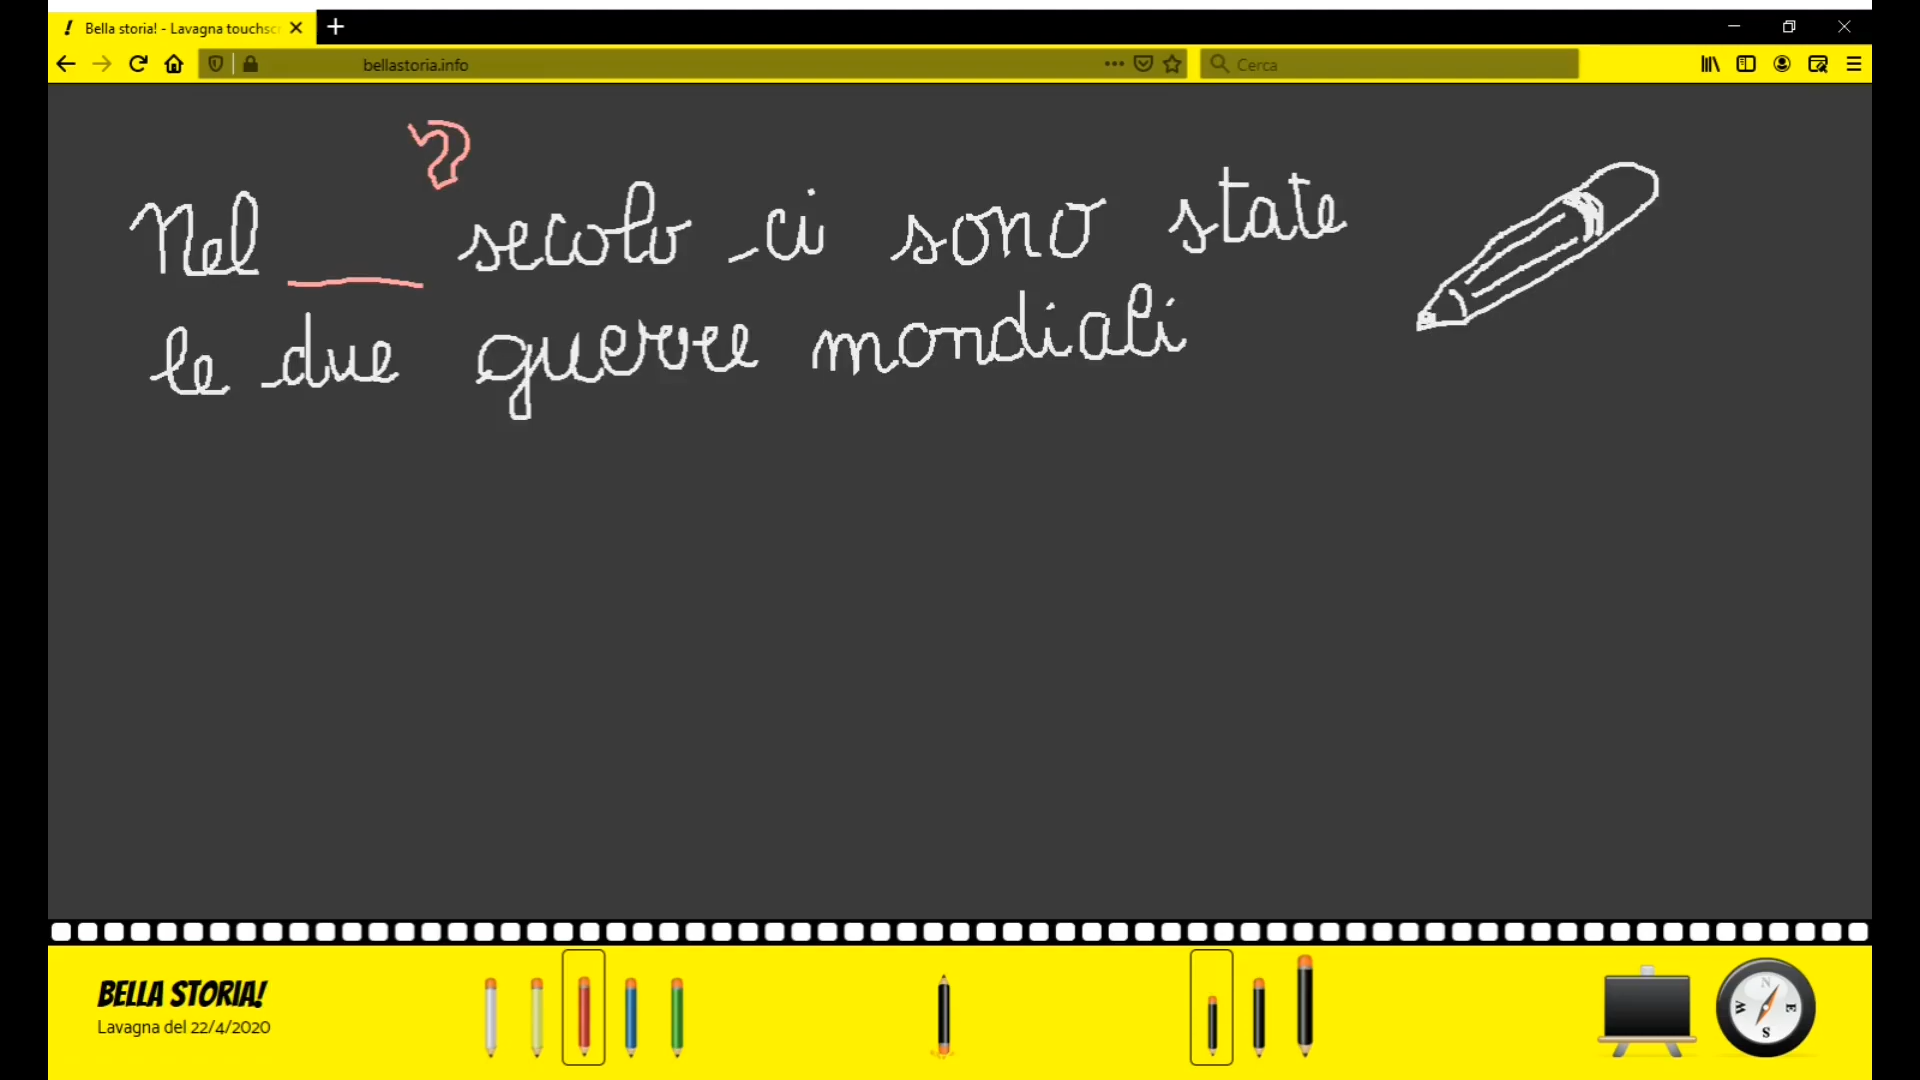 Bella storia! - Lavagna touchscr
bellastoria.info
Cerca
?
Nel ___ secolo ci sono state
le due guerre mondiali
BELLA STORIA!
Lavagna del 22/4/2020
N
W E
S